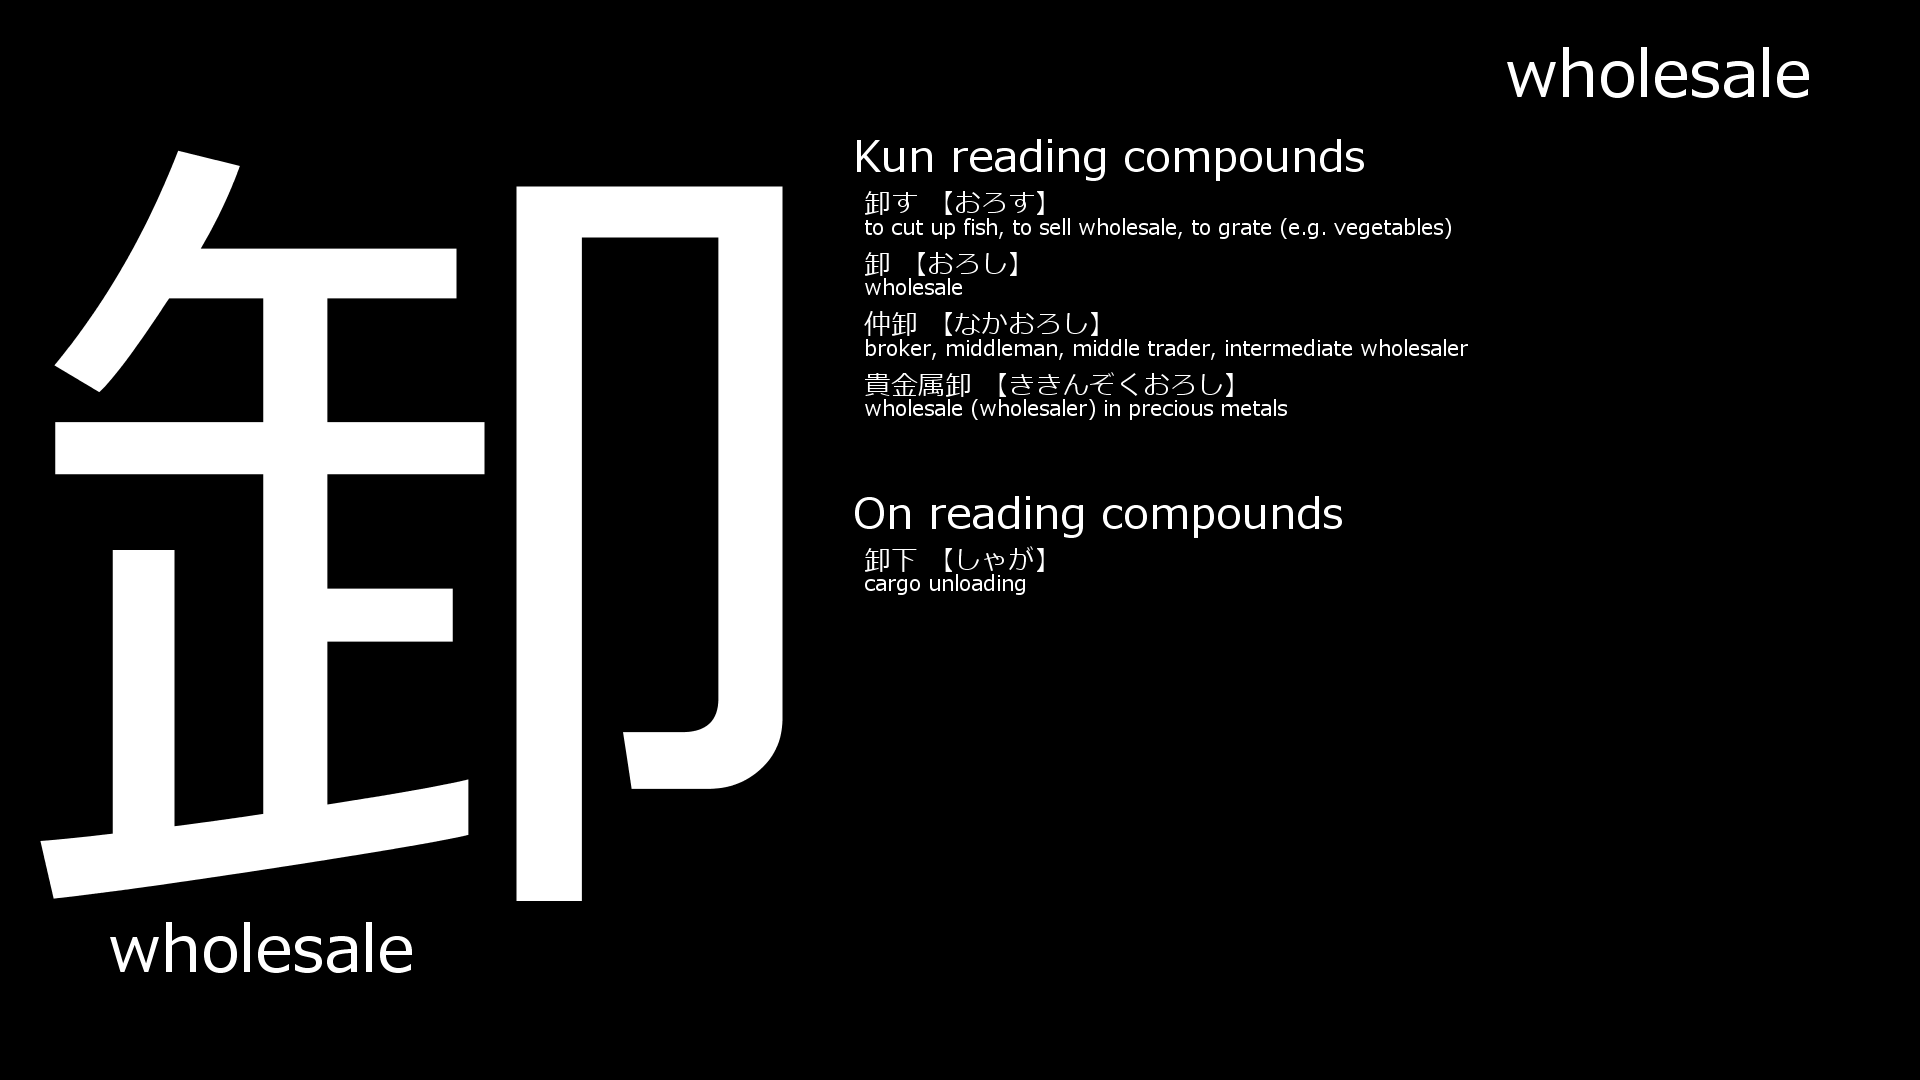 wholesale
卸
wholesale
Kun reading compounds
卸す 【おろす】
to cut up fish, to sell wholesale, to grate (e.g. vegetables)
卸 【おろし】
wholesale
仲卸 【なかおろし】
broker, middleman, middle trader, intermediate wholesaler
貴金属卸 【ききんぞくおろし】
wholesale (wholesaler) in precious metals
On reading compounds
卸下 【しゃが】
cargo unloading